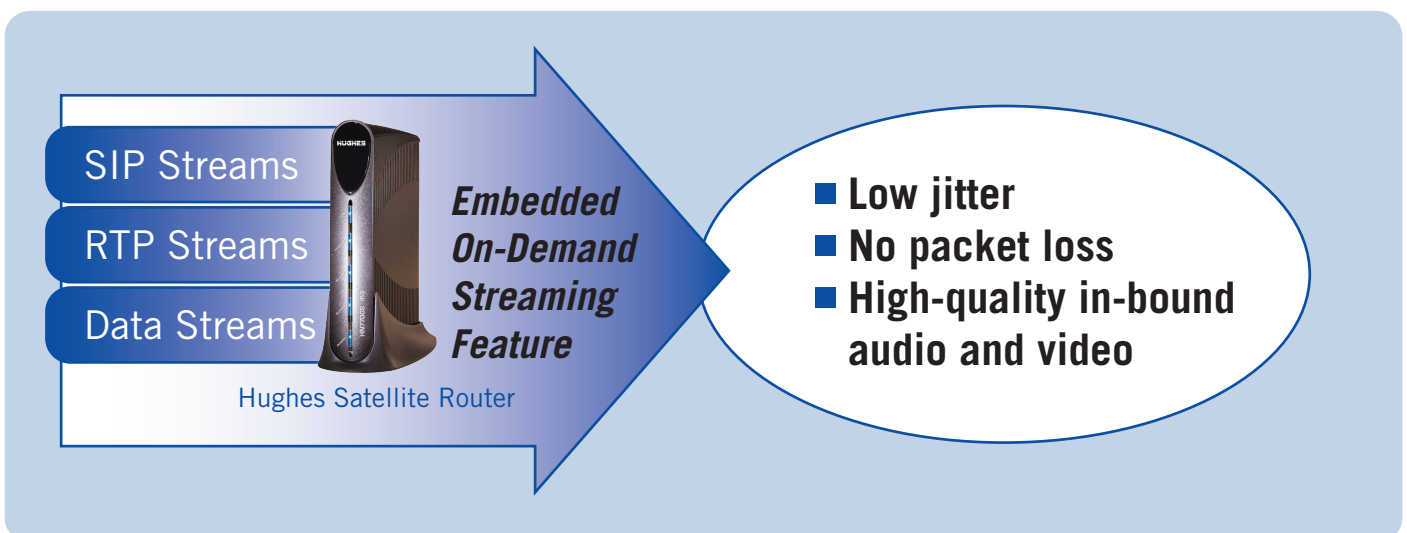 SIP Streams
RTP Streams
Data Streams
HUGHES
HN7700S
Hughes Satellite Router
Embedded
On-Demand
Streaming
Feature
Low jitter
No packet loss
High-quality in-bound
audio and video